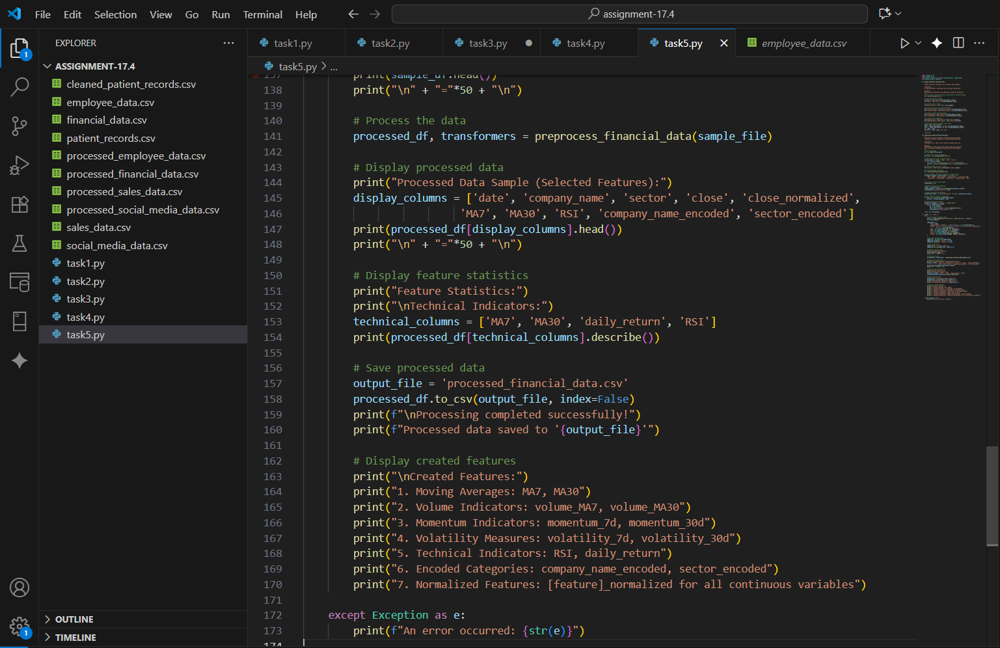 File Edit Selection View Go Run Terminal Help
assignment-17.4
EXPLORER
ASSIGNMENT-17.4
cleaned_patient_records.csv
employee_data.csv
financial_data.csv
patient_records.csv
processed_employee_data.csv
processed_financial_data.csv
processed_sales_data.csv
processed_social_media_data.csv
sales_data.csv
social_media_data.csv
task1.py
task2.py
task3.py
task4.py
task5.py
OUTLINE
TIMELINE
1
1
task1.py task2.py task3.py task4.py task5.py employee_data.csv
task5.py > ...
137 print(sample_df.head())
138 print("\n" + "="*50 + "\n")
139
140 # Process the data
141 processed_df, transformers = preprocess_financial_data(sample_file)
142
143 # Display processed data
144 print("Processed Data Sample (Selected Features):")
145 display_columns = ['date', 'company_name', 'sector', 'close', 'close_normalized',
146 'MA7', 'MA30', 'RSI', 'company_name_encoded', 'sector_encoded']
147 print(processed_df[display_columns].head())
148 print("\n" + "="*50 + "\n")
149
150 # Display feature statistics
151 print("Feature Statistics:")
152 print("\nTechnical Indicators:")
153 technical_columns = ['MA7', 'MA30', 'daily_return', 'RSI']
154 print(processed_df[technical_columns].describe())
155
156 # Save processed data
157 output_file = 'processed_financial_data.csv'
158 processed_df.to_csv(output_file, index=False)
159 print(f"\nProcessing completed successfully!")
160 print(f"Processed data saved to '{output_file}'")
161
162 # Display created features
163 print("\nCreated Features:")
164 print("1. Moving Averages: MA7, MA30")
165 print("2. Volume Indicators: volume_MA7, volume_MA30")
166 print("3. Momentum Indicators: momentum_7d, momentum_30d")
167 print("4. Volatility Measures: volatility_7d, volatility_30d")
168 print("5. Technical Indicators: RSI, daily_return")
169 print("6. Encoded Categories: company_name_encoded, sector_encoded")
170 print("7. Normalized Features: [feature]_normalized for all continuous variables")
171
172 except Exception as e:
173 print(f"An error occurred: {str(e)}")
174